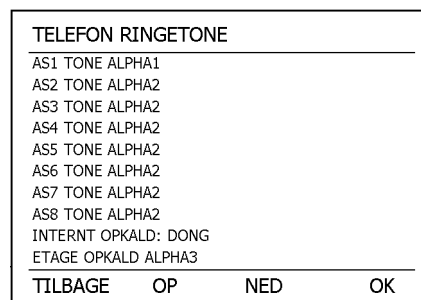 TELEFON RINGETONE
AS1 TONE ALPHA1
AS2 TONE ALPHA2
AS3 TONE ALPHA2
AS4 TONE ALPHA2
AS5 TONE ALPHA2
AS6 TONE ALPHA2
AS7 TONE ALPHA2
AS8 TONE ALPHA2
INTERNT OPKALD: DONG
ETAGE OPKALD ALPHA3
TILBAGE OP NED OK